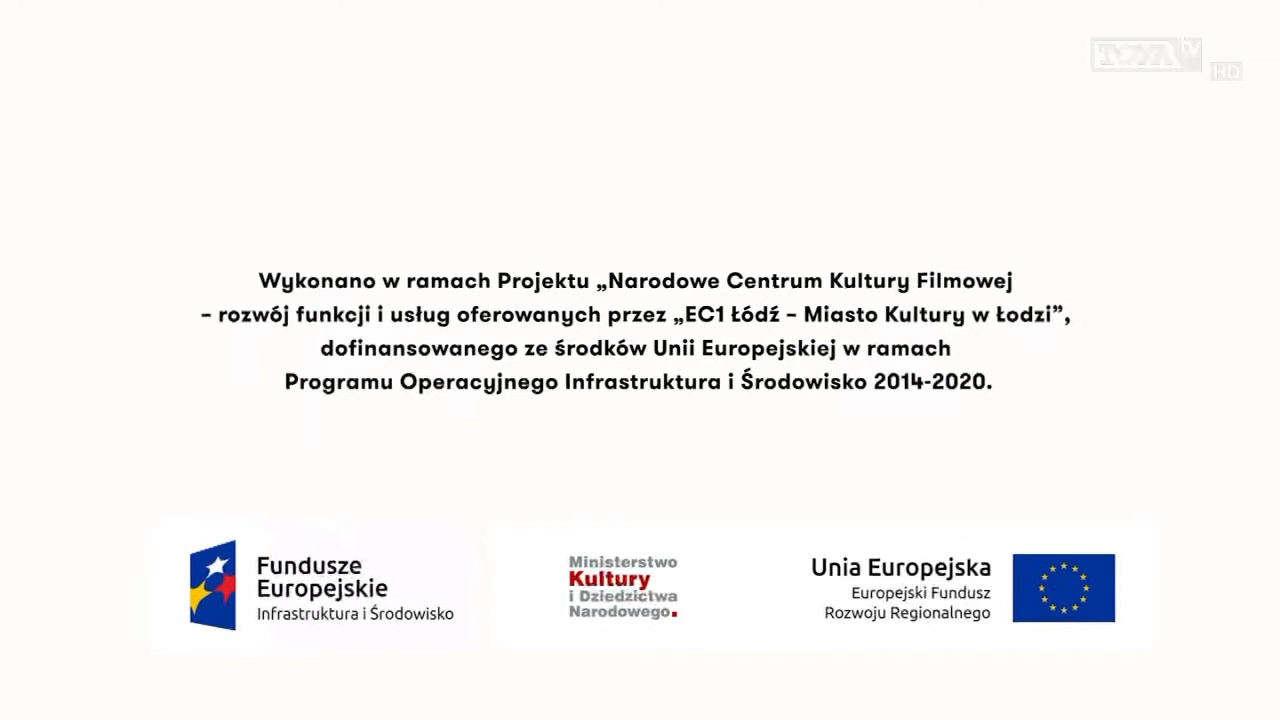 TOYA TV
HD
Wykonano w ramach Projektu „Narodowe Centrum Kultury Filmowej
– rozwój funkcji i usług oferowanych przez „EC1 Łódź – Miasto Kultury w Łodzi”,
dofinansowanego ze środków Unii Europejskiej w ramach
Programu Operacyjnego Infrastruktura i Środowisko 2014-2020.
Fundusze
Europejskie
Infrastruktura i Środowisko
Ministerstwo
Kultury
i Dziedzictwa
Narodowego.
Unia Europejska
Europejski Fundusz
Rozwoju Regionalnego